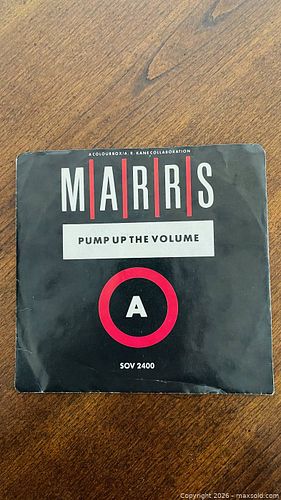 A COLOURBOX/A. R. KANE COLLABORATION
M|A|R|R|S
PUMP UP THE VOLUME
A
SOV 2400
Copyright 2026 - maxsold.com